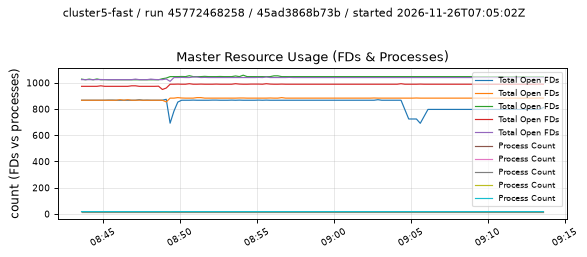 cluster5-fast / run 45772468258 / 45ad3868b73b / started 2026-11-26T07:05:02Z
Master Resource Usage (FDs & Processes)
count (FDs vs processes)
1000
800
600
400
200
0
Total Open FDs
Total Open FDs
Total Open FDs
Total Open FDs
Total Open FDs
Process Count
Process Count
Process Count
Process Count
Process Count
08:45
08:50
08:55
09:00
09:05
09:10
09:15